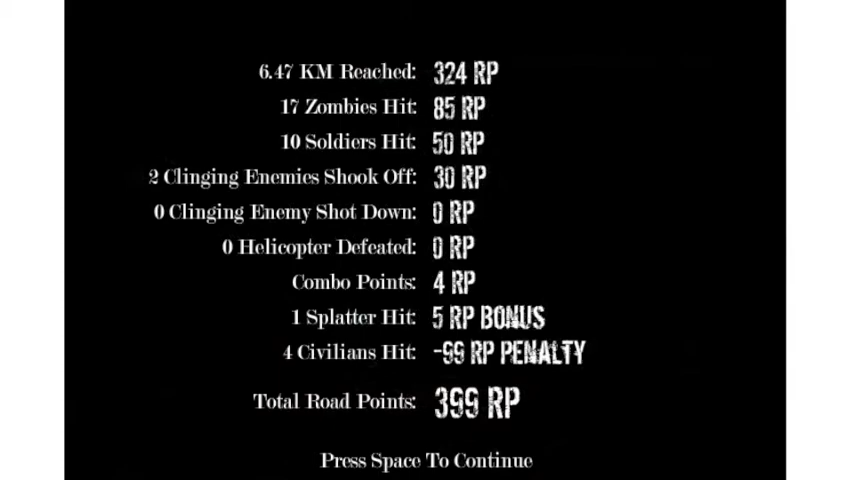 6.47 KM Reached: 324 RP
17 Zombies Hit: 85 RP
10 Soldiers Hit: 50 RP
2 Clinging Enemies Shook Off: 30 RP
0 Clinging Enemy Shot Down: 0 RP
0 Helicopter Defeated: 0 RP
Combo Points: 4 RP
1 Splatter Hit: 5 RP BONUS
4 Civilians Hit: -99 RP PENALTY
Total Road Points: 399 RP
Press Space To Continue